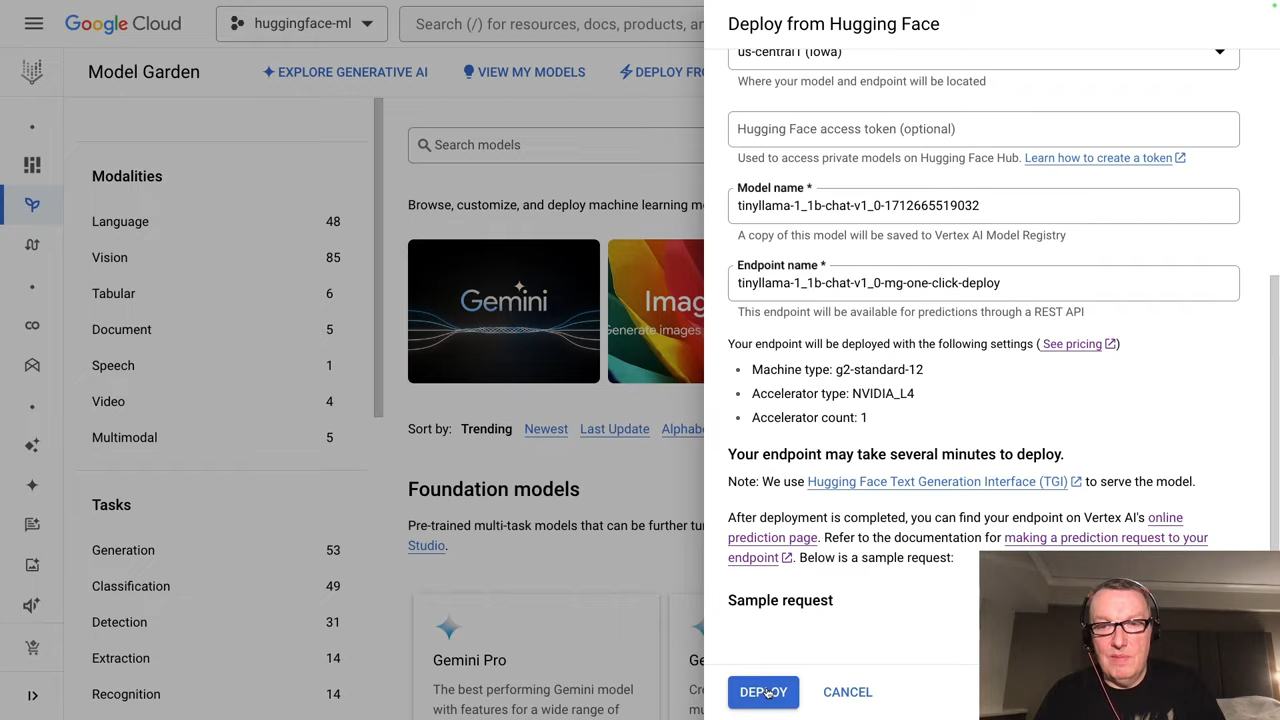 Google Cloud
huggingface-ml
Search (/) for resources, docs, products, an
Model Garden
EXPLORE GENERATIVE AI
VIEW MY MODELS
DEPLOY FRO
Modalities
Language 48
Vision 85
Tabular 6
Document 5
Speech 1
Video 4
Multimodal 5
Tasks
Generation 53
Classification 49
Detection 31
Extraction 14
Recognition 14
Search models
Browse, customize, and deploy machine learning m
Gemini
Imag
Generate images
Sort by: Trending Newest Last Update Alphabe
Foundation models
Pre-trained multi-task models that can be further tu
Studio.
Gemini Pro
The best performing Gemini model
with features for a wide range of
Ge
mu
Deploy from Hugging Face
us-central1 (Iowa)
Where your model and endpoint will be located
Hugging Face access token (optional)
Used to access private models on Hugging Face Hub. Learn how to create a token
Model name *
tinyllama-1_1b-chat-v1_0-1712665519032
A copy of this model will be saved to Vertex AI Model Registry
Endpoint name *
tinyllama-1_1b-chat-v1_0-mg-one-click-deploy
This endpoint will be available for predictions through a REST API
Your endpoint will be deployed with the following settings ( See pricing )
• Machine type: g2-standard-12
• Accelerator type: NVIDIA_L4
• Accelerator count: 1
Your endpoint may take several minutes to deploy.
Note: We use Hugging Face Text Generation Interface (TGI) to serve the model.
After deployment is completed, you can find your endpoint on Vertex AI's online
prediction page. Refer to the documentation for making a prediction request to your
endpoint. Below is a sample request:
Sample request
DEPLOY
CANCEL